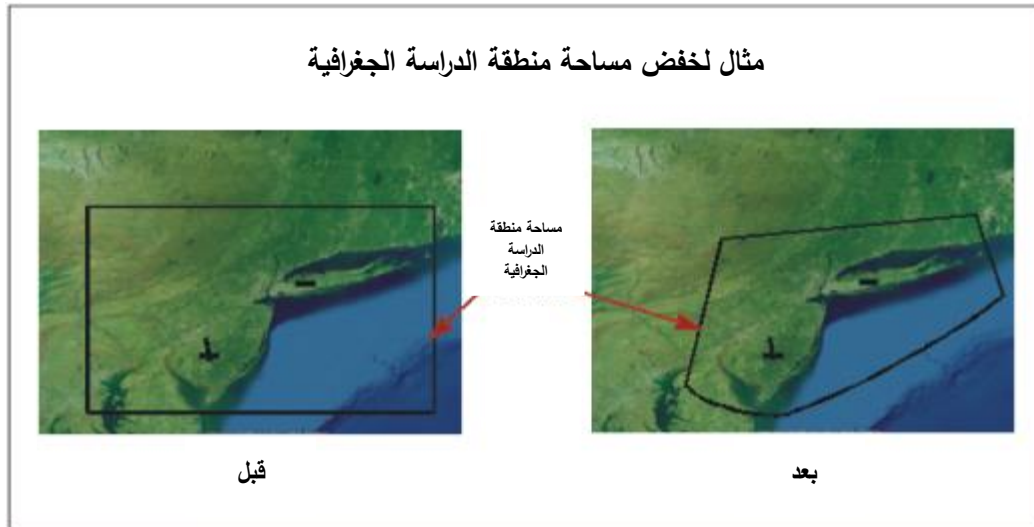 مثال لخفض مساحة منطقة الدراسة الجغرافية
مساحة منطقة
الدراسة
الجغرافية
قبل
بعد